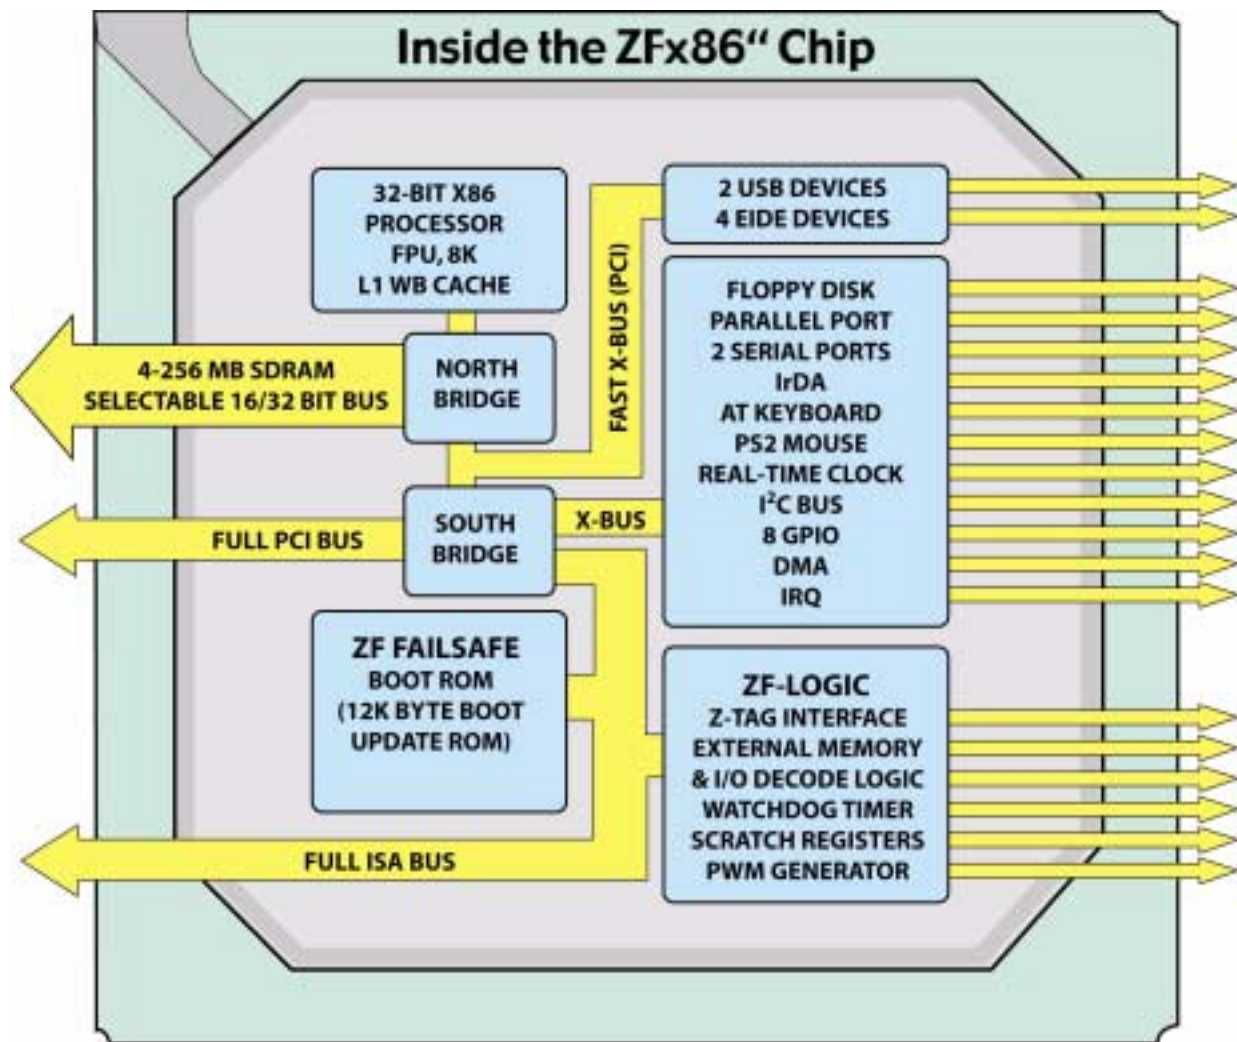 Inside the ZFx86“ Chip
32-BIT X86
PROCESSOR
FPU, 8K
L1 WB CACHE
2 USB DEVICES
4 EIDE DEVICES
FAST X-BUS (PCI)
NORTH
BRIDGE
4-256 MB SDRAM
SELECTABLE 16/32 BIT BUS
FLOPPY DISK
PARALLEL PORT
2 SERIAL PORTS
IrDA
AT KEYBOARD
PS2 MOUSE
REAL-TIME CLOCK
I²C BUS
8 GPIO
DMA
IRQ
SOUTH
BRIDGE
X-BUS
FULL PCI BUS
ZF FAILSAFE
BOOT ROM
(12K BYTE BOOT
UPDATE ROM)
ZF-LOGIC
Z-TAG INTERFACE
EXTERNAL MEMORY
& I/O DECODE LOGIC
WATCHDOG TIMER
SCRATCH REGISTERS
PWM GENERATOR
FULL ISA BUS